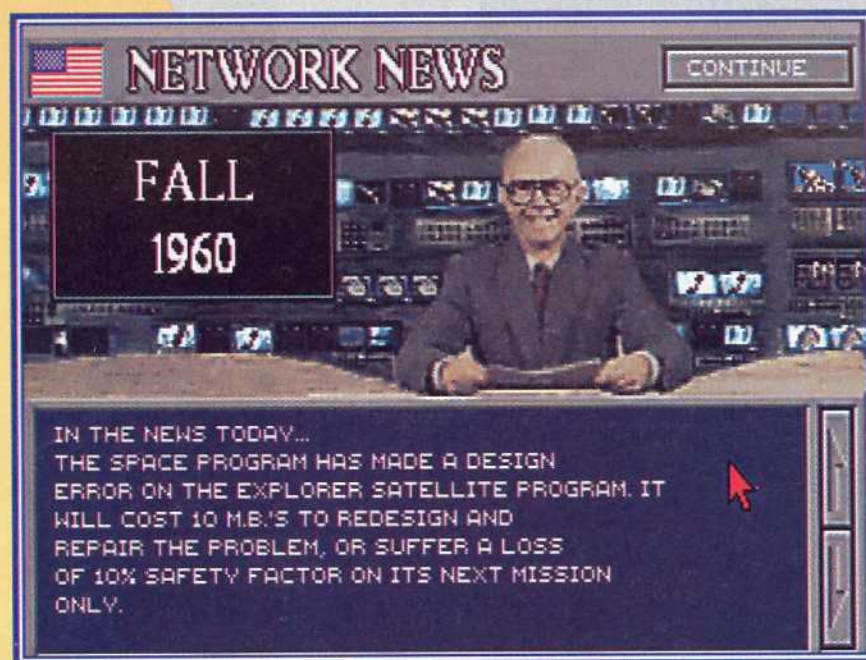 NETWORK NEWS
CONTINUE
FALL
1960
IN THE NEWS TODAY...
THE SPACE PROGRAM HAS MADE A DESIGN
ERROR ON THE EXPLORER SATELLITE PROGRAM. IT
WILL COST 10 M.B.'S TO REDESIGN AND
REPAIR THE PROBLEM, OR SUFFER A LOSS
OF 10% SAFETY FACTOR ON ITS NEXT MISSION
ONLY.